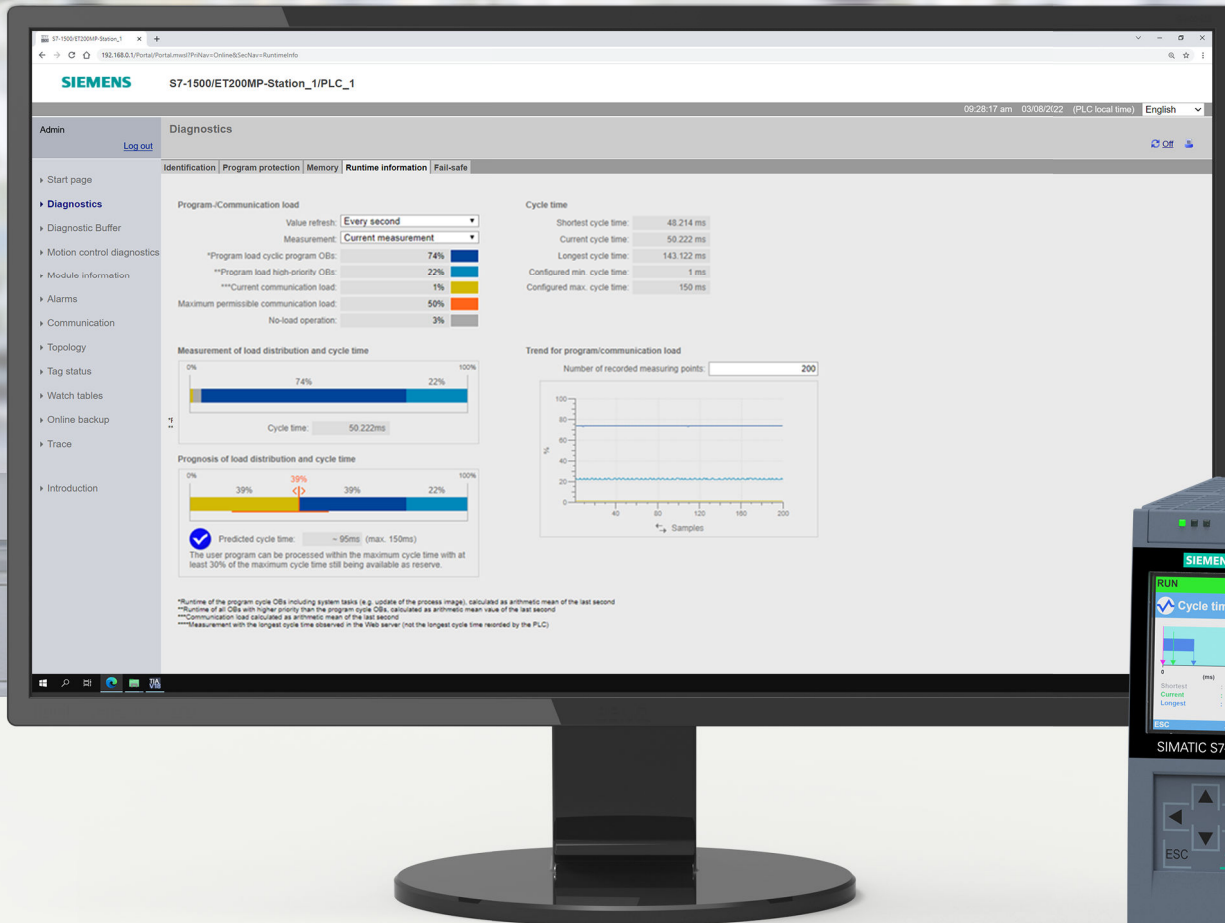 S7-1500/ET200MP-Station_1
192.168.0.1/Portal/Portal.mwsl?PriNav=Online&SecNav=RuntimeInfo
SIEMENS S7-1500/ET200MP-Station_1/PLC_1
09:28:17 am 03/08/2022 (PLC local time) English
Admin
Log out
Diagnostics
Off
Identification Program protection Memory Runtime information Fail-safe
Start page
Diagnostics
Diagnostic Buffer
Motion control diagnostics
Module information
Alarms
Communication
Topology
Tag status
Watch tables
Online backup
Trace
Introduction
Program-/Communication load
Value refresh: Every second
Measurement: Current measurement
*Program load cyclic program OBs: 74%
**Program load high-priority OBs: 22%
***Current communication load: 1%
Maximum permissible communication load: 50%
No-load operation: 3%
Cycle time
Shortest cycle time: 48.214 ms
Current cycle time: 50.222 ms
Longest cycle time: 143.122 ms
Configured min. cycle time: 1 ms
Configured max. cycle time: 150 ms
Measurement of load distribution and cycle time
0% 100%
74% 22%
Cycle time: 50.222ms
Prognosis of load distribution and cycle time
0% 39% 100%
39% 39% 22%
Predicted cycle time: ~ 95ms (max. 150ms)
The user program can be processed within the maximum cycle time with at
least 30% of the maximum cycle time still being available as reserve.
Trend for program/communication load
Number of recorded measuring points: 200
100
80
60
%
40
20
0
40 80 120 160 200
Samples
*Runtime of the program cycle OBs including system tasks (e.g. update of the process image), calculated as arithmetic mean of the last second
**Runtime of all OBs with higher priority than the program cycle OBs, calculated as arithmetic mean vaue of the last second
***Communication load calculated as arithmetic mean of the last second
****Measurement with the longest cycle time observed in the Web server (not the longest cycle time rewrded by the PLC)
TIA
SIEMEN
RUN
Cycle tim
0 (ms)
Shortest :
Current :
Longest :
ESC
SIMATIC S7-
ESC